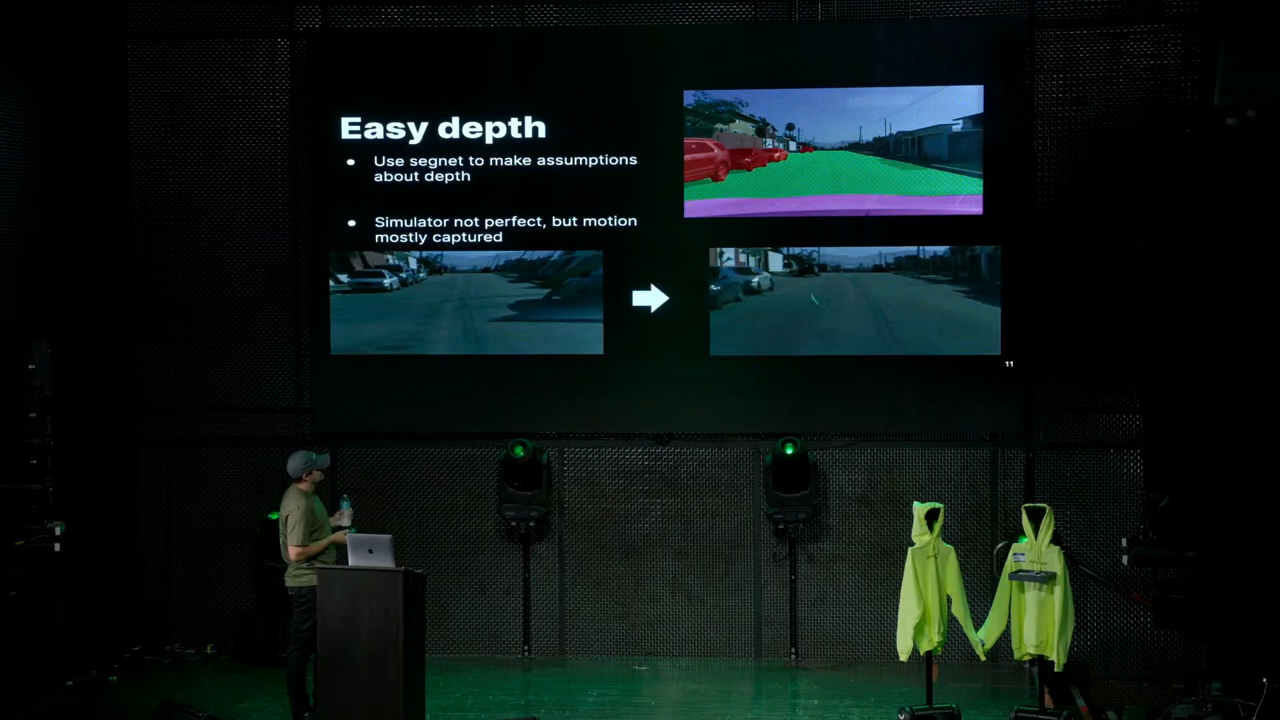 Easy depth
• Use segnet to make assumptions
about depth
• Simulator not perfect, but motion
mostly captured
11